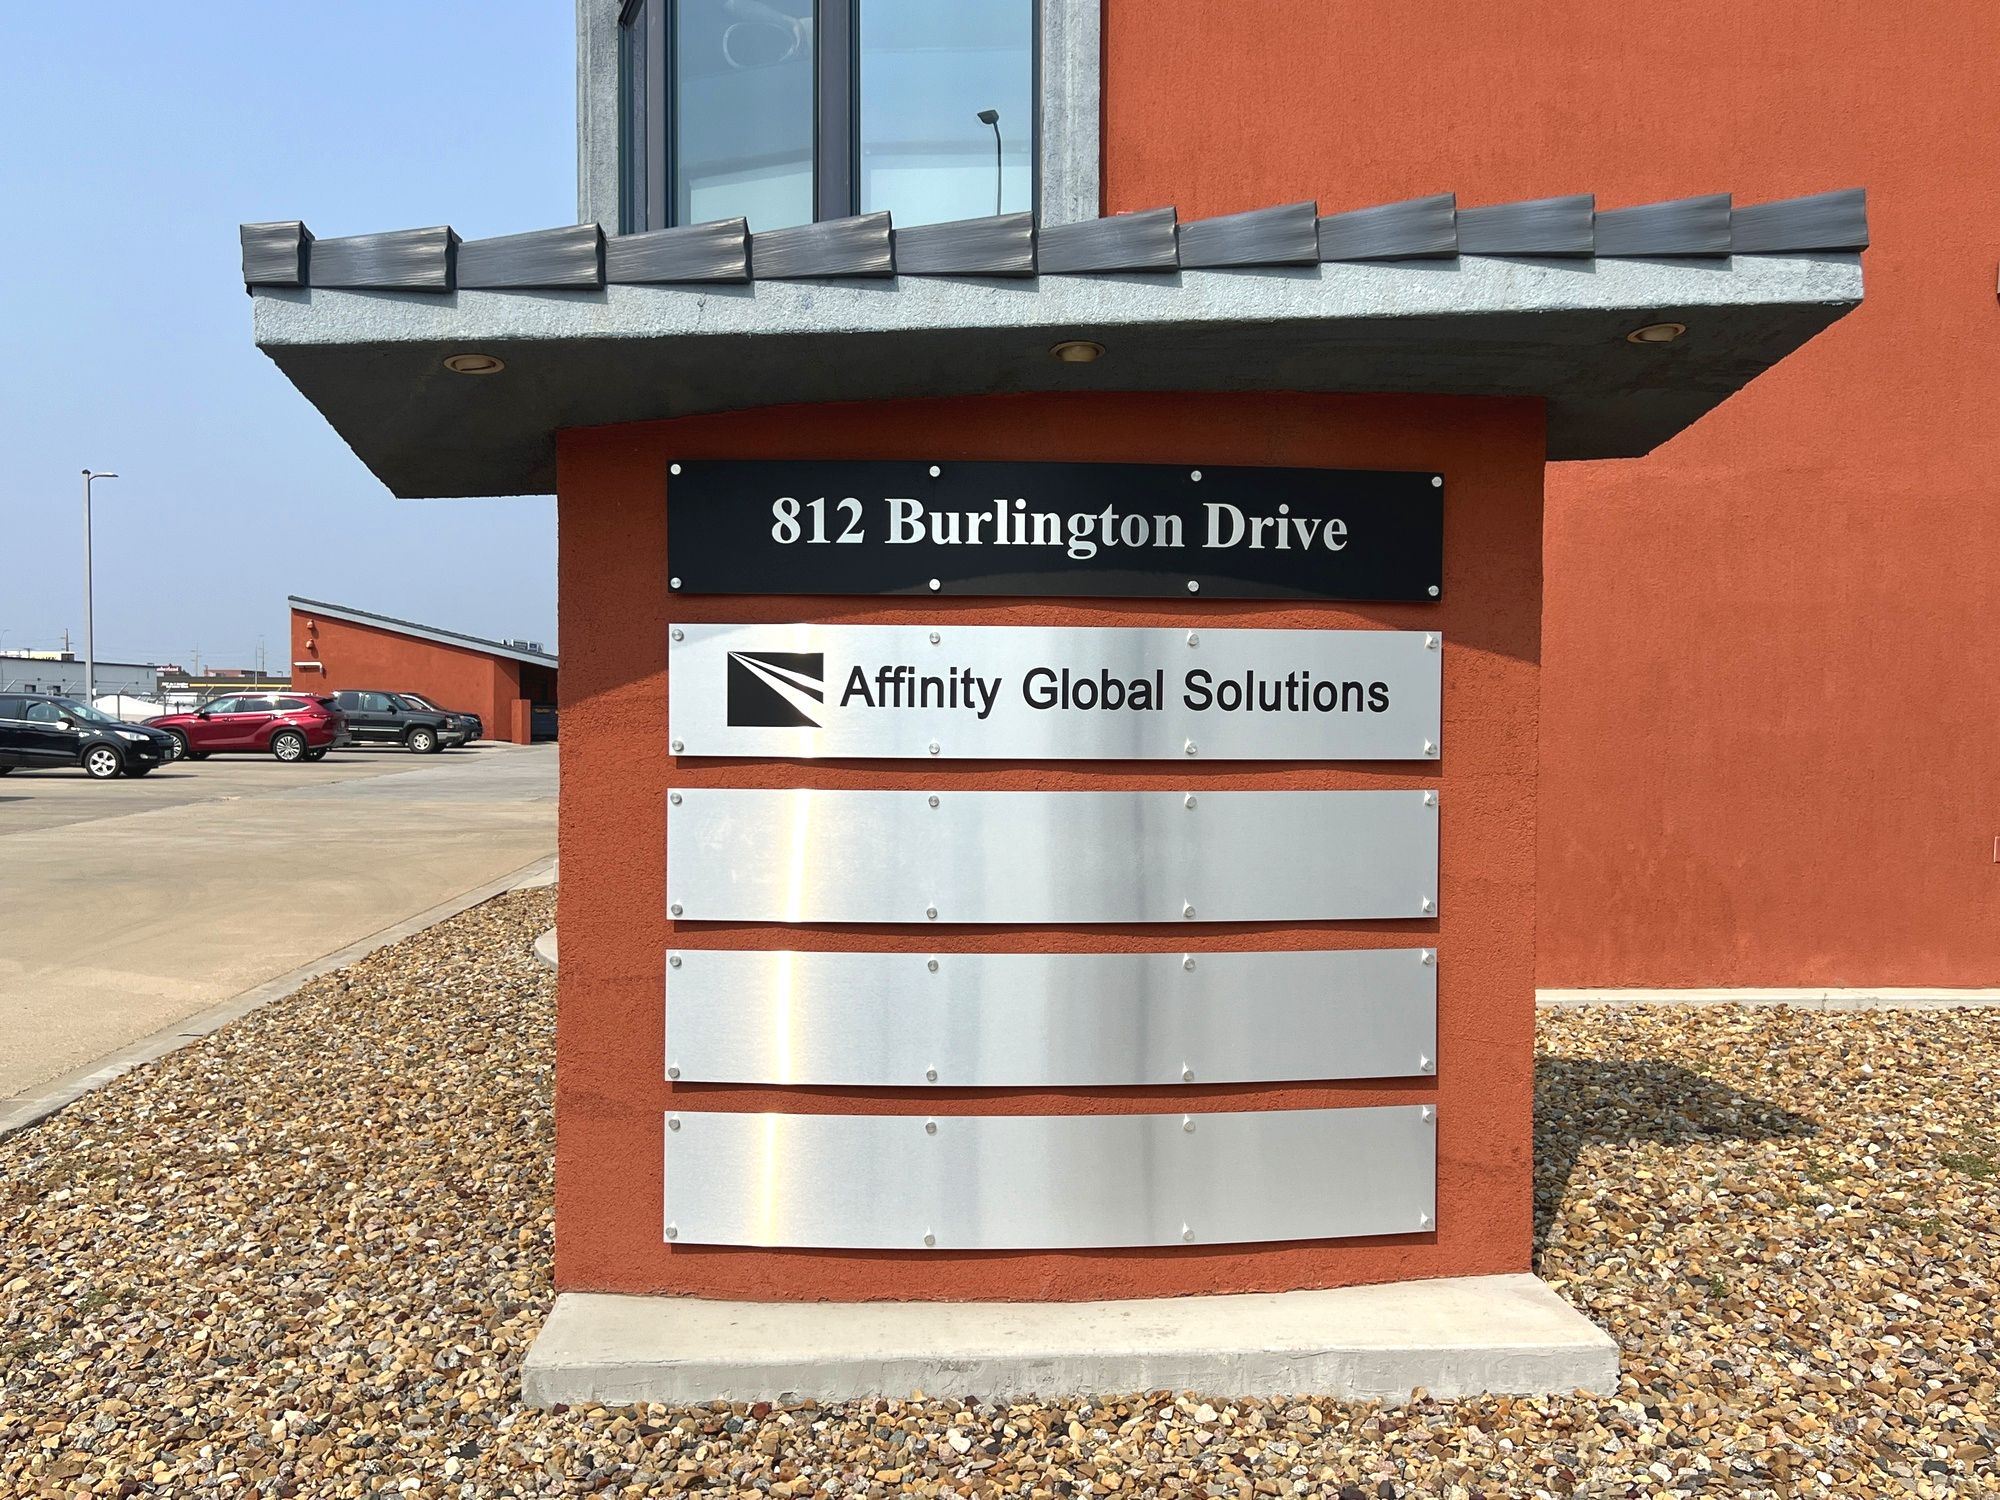 812 Burlington Drive
Affinity Global Solutions